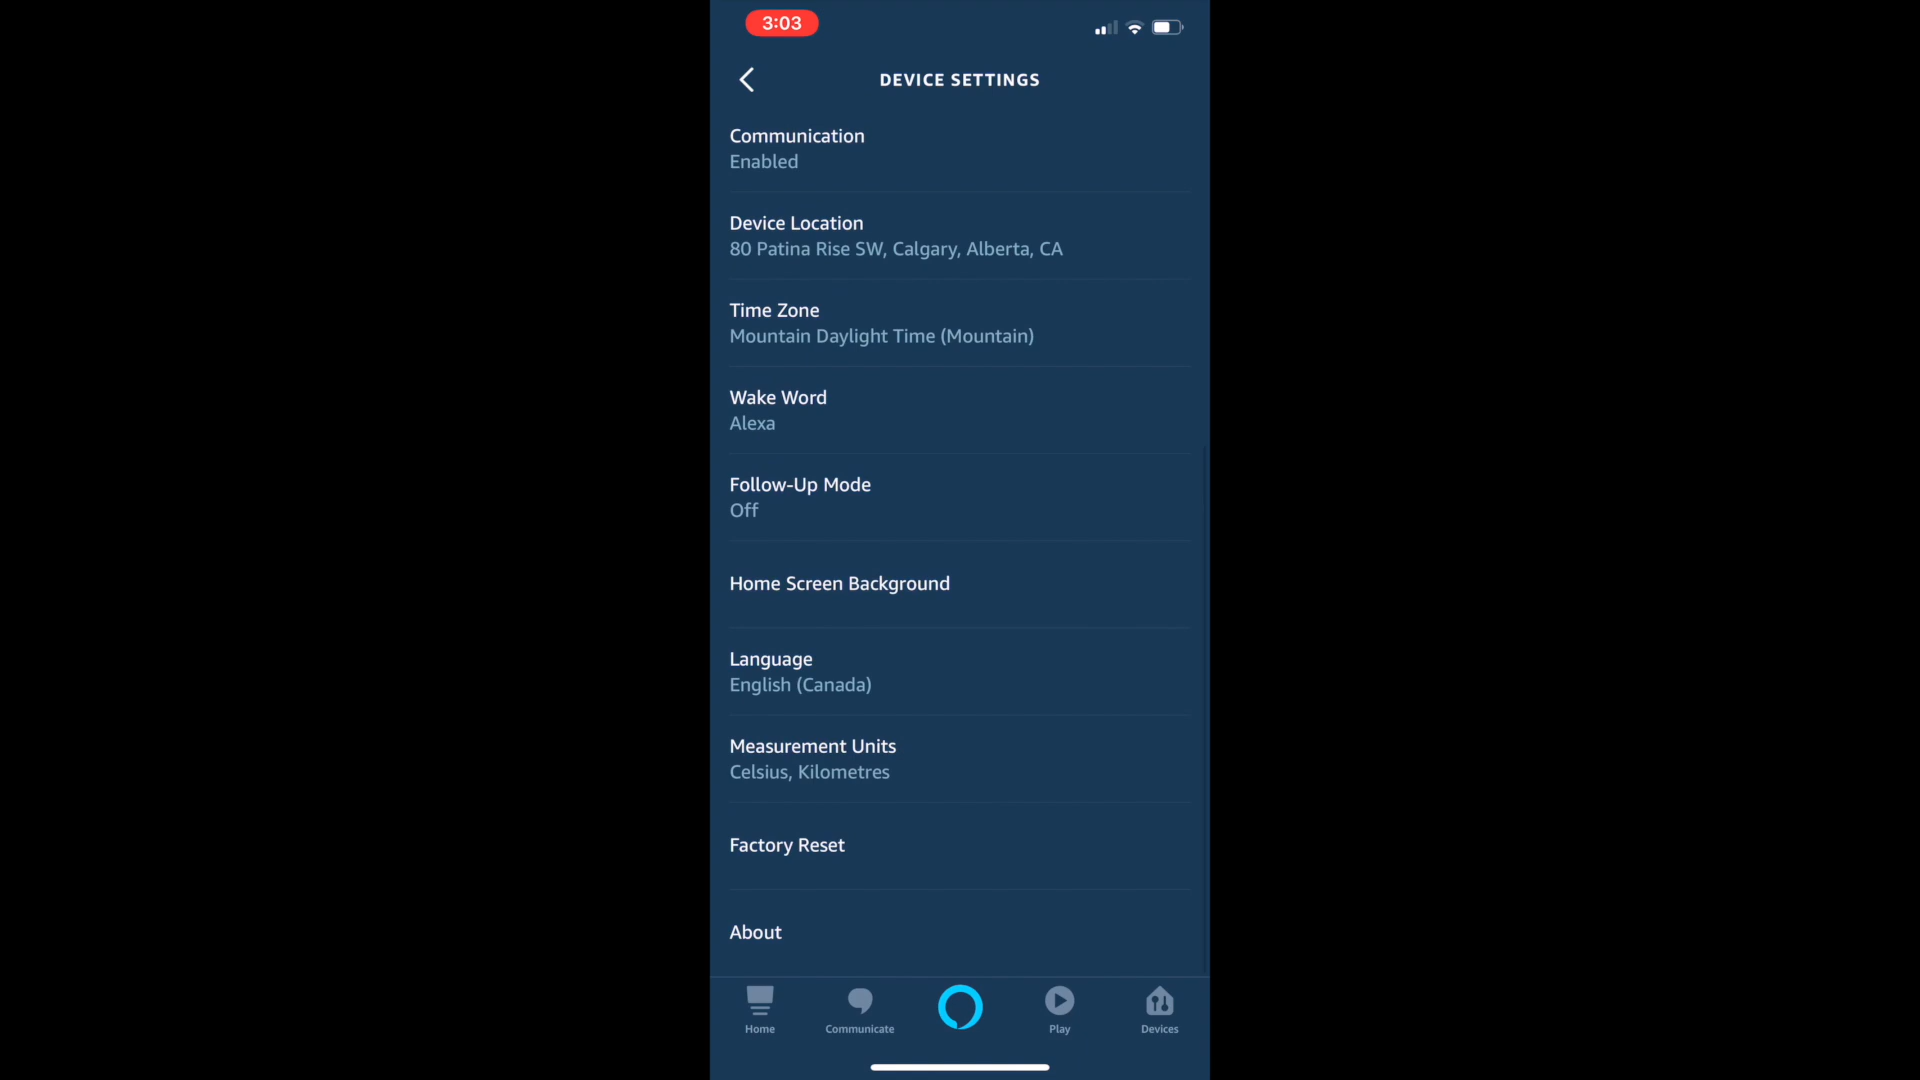 3:03
DEVICE SETTINGS
Communication
Enabled
Device Location
80 Patina Rise SW, Calgary, Alberta, CA
Time Zone
Mountain Daylight Time (Mountain)
Wake Word
Alexa
Follow-Up Mode
Off
Home Screen Background
Language
English (Canada)
Measurement Units
Celsius, Kilometres
Factory Reset
About
Home
Communicate
Play
Devices